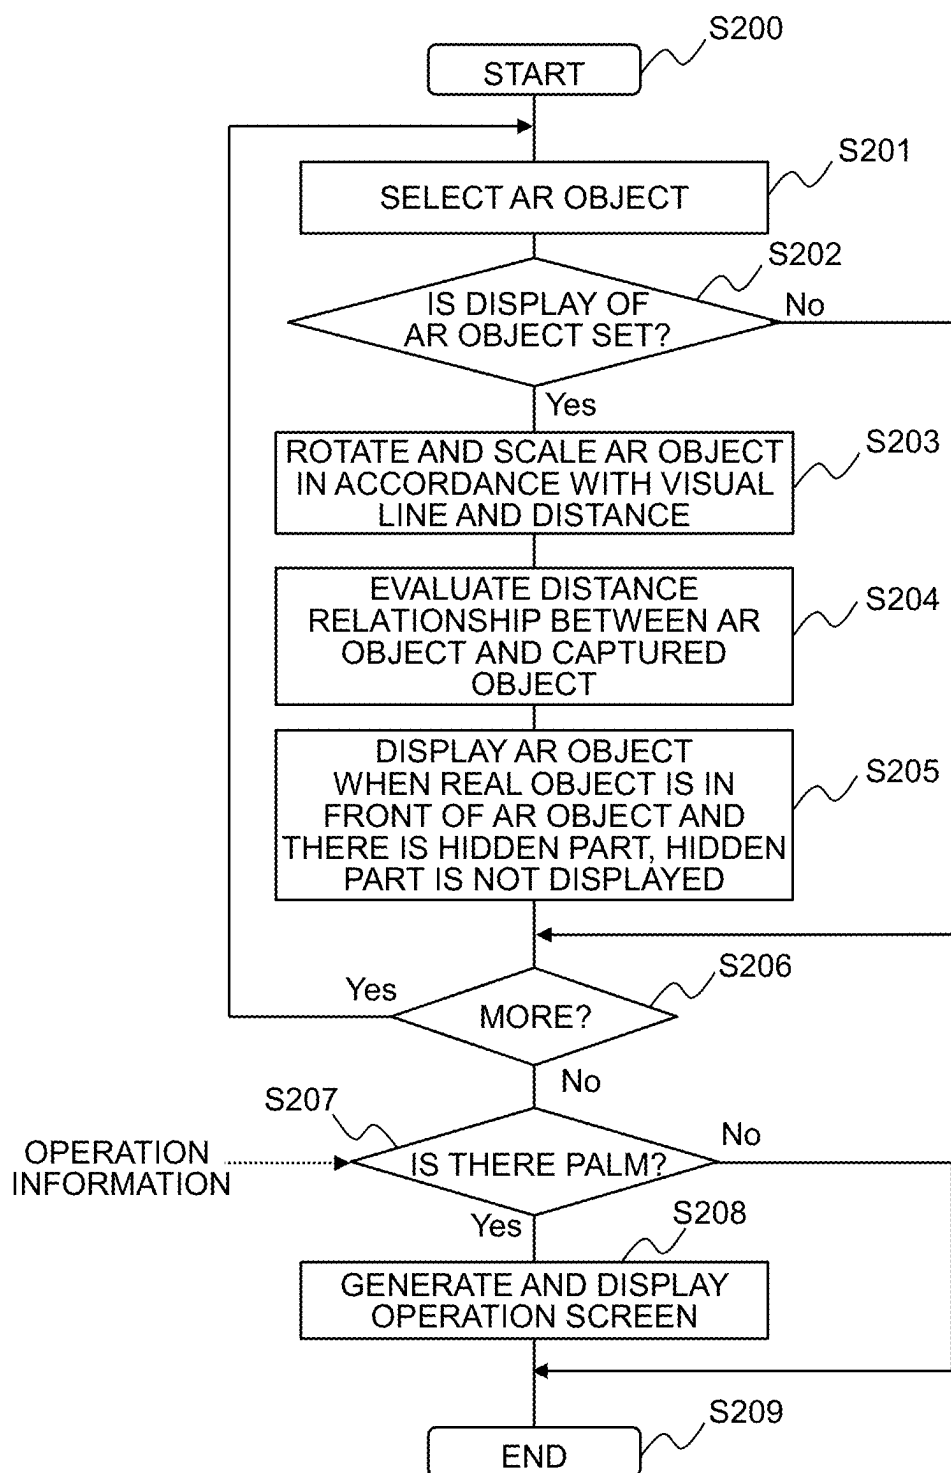 S200
START
S201
SELECT AR OBJECT
S202
IS DISPLAY OF
AR OBJECT SET?
No
Yes
S203
ROTATE AND SCALE AR OBJECT
IN ACCORDANCE WITH VISUAL
LINE AND DISTANCE
S204
EVALUATE DISTANCE
RELATIONSHIP BETWEEN AR
OBJECT AND CAPTURED
OBJECT
S205
DISPLAY AR OBJECT
WHEN REAL OBJECT IS IN
FRONT OF AR OBJECT AND
THERE IS HIDDEN PART, HIDDEN
PART IS NOT DISPLAYED
S206
Yes
MORE?
No
S207
OPERATION
INFORMATION
IS THERE PALM?
No
Yes
S208
GENERATE AND DISPLAY
OPERATION SCREEN
S209
END